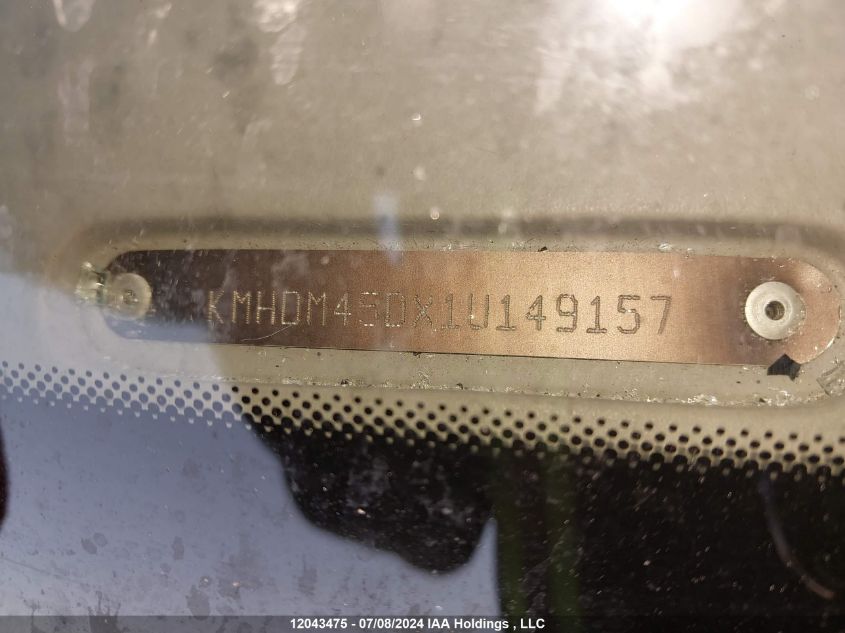 KMHDM45DX1U149157
12043475 - 07/08/2024 IAA Holdings , LLC